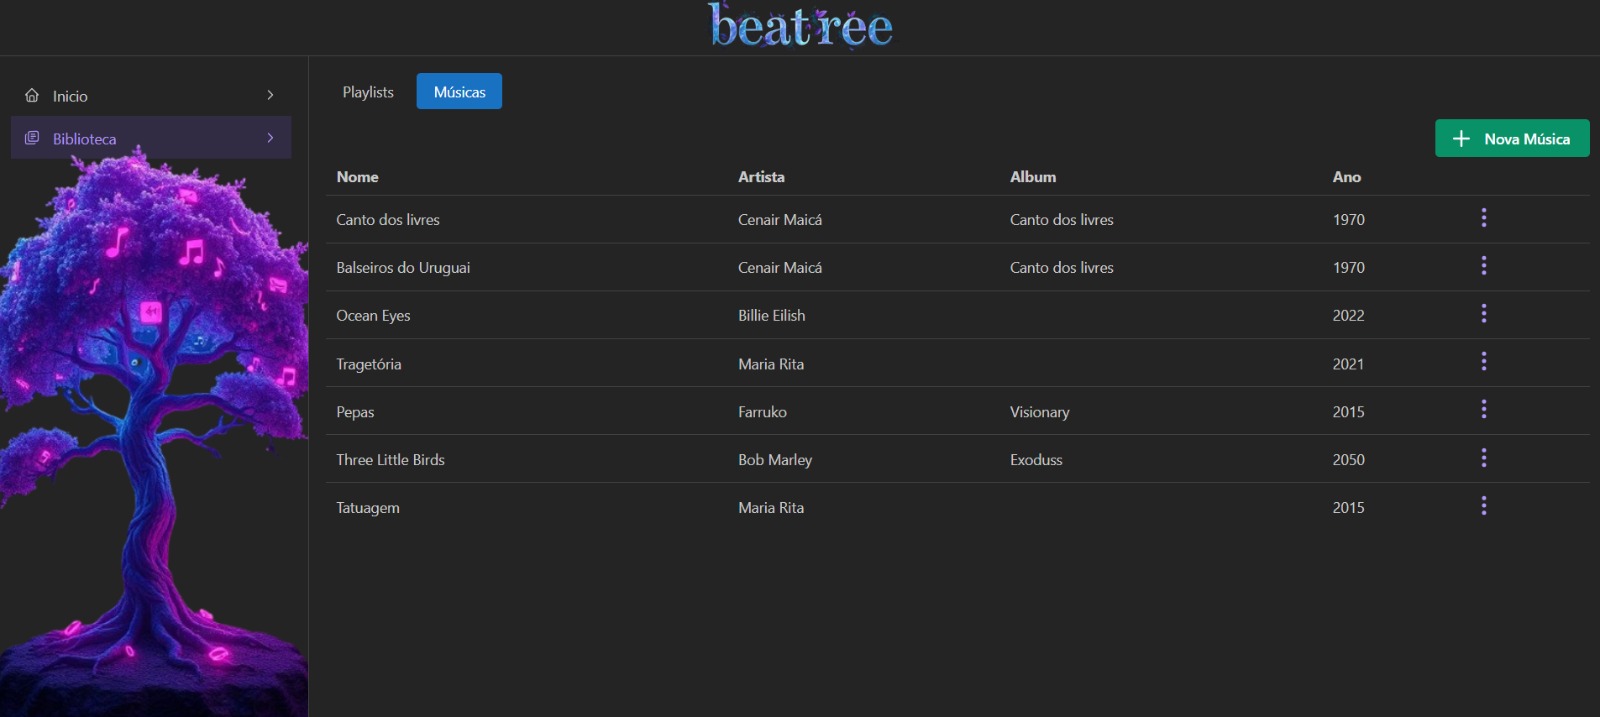 beatree
Inicio
Biblioteca
Playlists Músicas
Nova Música
Nome Artista Album Ano
Canto dos livres Cenair Maicá Canto dos livres 1970
Balseiros do Uruguai Cenair Maicá Canto dos livres 1970
Ocean Eyes Billie Eilish 2022
Tragetória Maria Rita 2021
Pepas Farruko Visionary 2015
Three Little Birds Bob Marley Exoduss 2050
Tatuagem Maria Rita 2015